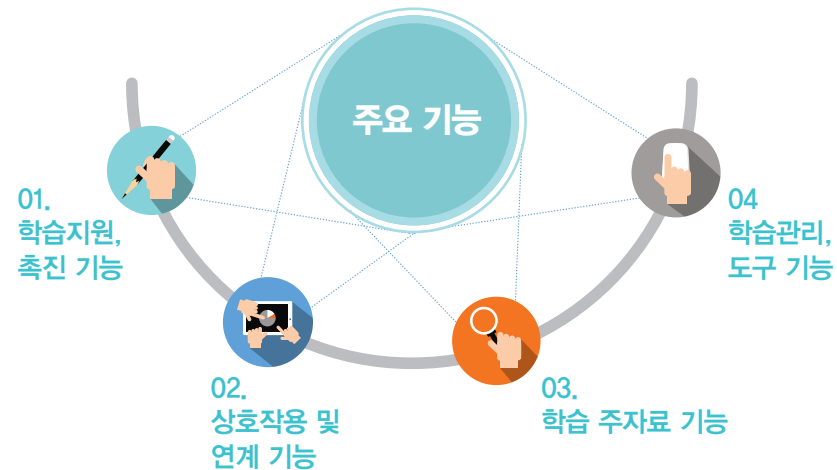 주요 기능
01.
학습지원,
촉진 기능
02.
상호작용 및
연계 기능
03.
학습 주자료 기능
04
학습관리,
도구 기능